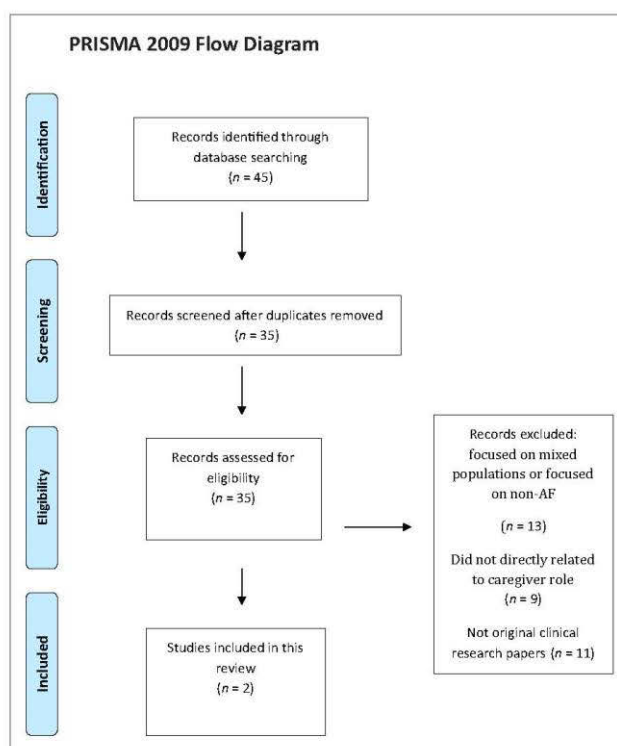 PRISMA 2009 Flow Diagram
Identification
Records identified through
database searching
(n = 45)
Screening
Records screened after duplicates removed
(n = 35)
Eligibility
Records assessed for
eligibility
(n = 35)
Records excluded:
focused on mixed
populations or focused
on non-AF
(n = 13)
Did not directly related
to caregiver role
(n = 9)
Not original clinical
research papers (n = 11)
Included
Studies included in this
review
(n = 2)